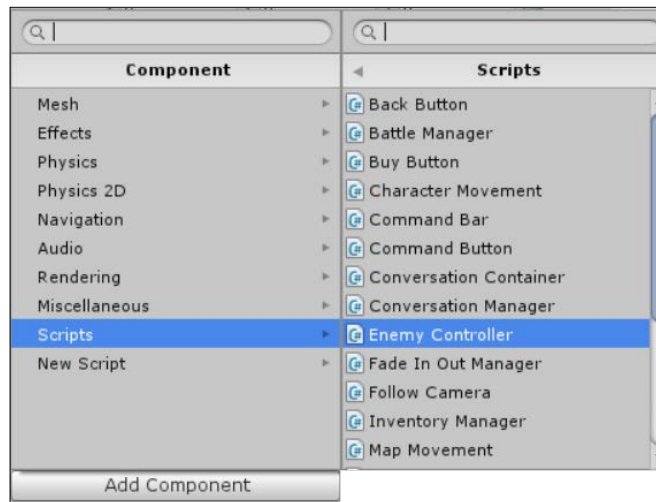 Component
Mesh
Effects
Physics
Physics 2D
Navigation
Audio
Rendering
Miscellaneous
Scripts
New Script
Add Component
Scripts
Back Button
Battle Manager
Buy Button
Character Movement
Command Bar
Command Button
Conversation Container
Conversation Manager
Enemy Controller
Fade In Out Manager
Follow Camera
Inventory Manager
Map Movement